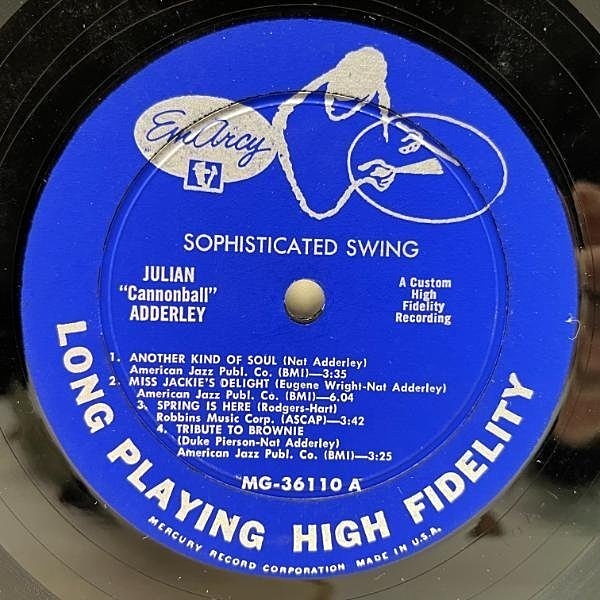 EmArcy
SOPHISTICATED SWING
JULIAN
"Cannonball"
ADDERLEY
A Custom
High
Fidelity
Recording
1. ANOTHER KIND OF SOUL (Nat Adderley)
American Jazz Publ. Co. (BMI)—3:35
2. MISS JACKIE'S DELIGHT (Eugene Wright-Nat Adderley)
American Jazz Publ. Co. (BMI)—6.04
3. SPRING IS HERE (Rodgers-Hart)
Robbins Music Corp. (ASCAP)—3:42
4. TRIBUTE TO BROWNIE
(Duke Pierson-Nat Adderley)
American Jazz Publ. Co. (BMI)—3:25
MG-36110 A
LONG PLAYING HIGH FIDELITY
MERCURY RECORD CORPORATION MADE IN U.S.A.